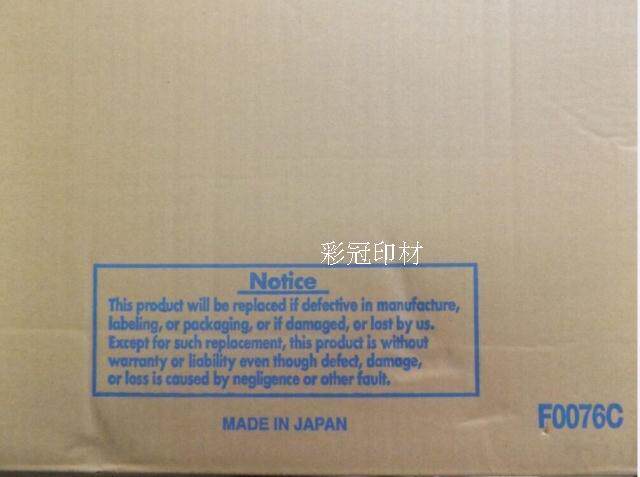 彩冠印材
Notice
This product will be replaced if defective in manufacture,
labeling, or packaging, or if damaged, or lost by us.
Except for such replacement, this product is without
warranty or liability even though defect, damage,
or loss is caused by negligence or other fault.
MADE IN JAPAN
F0076C